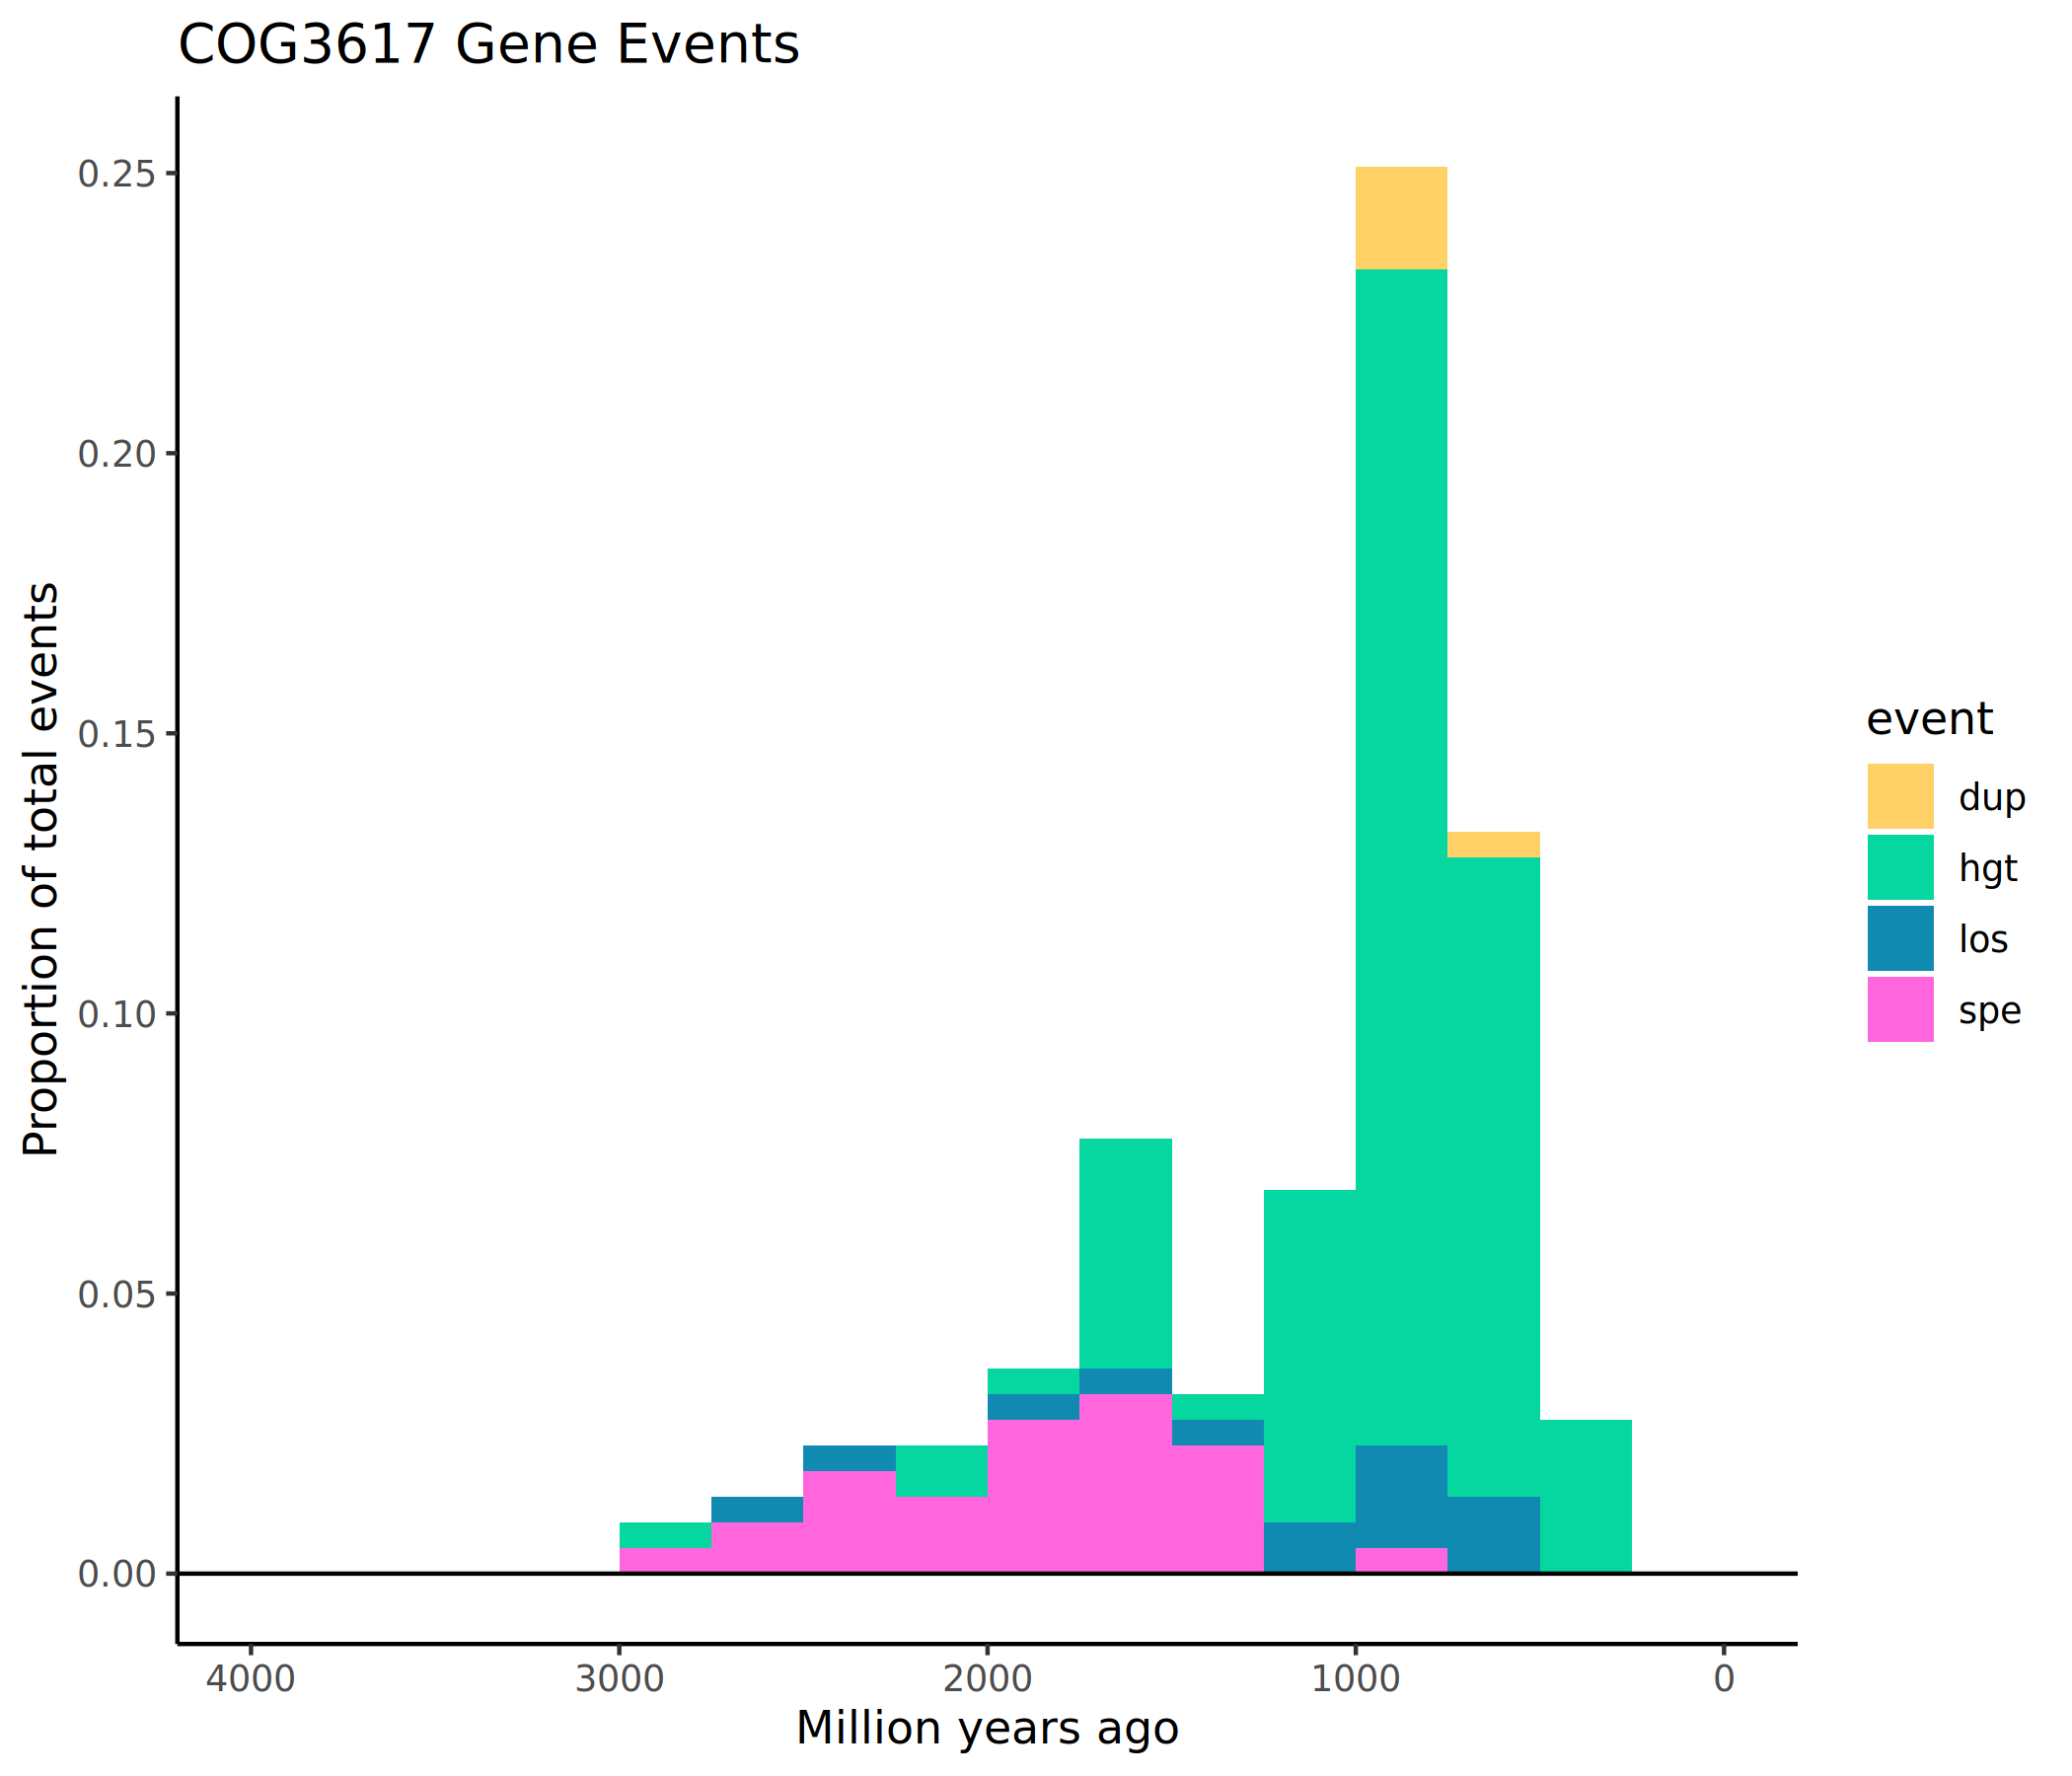 COG3617 Gene Events
Proportion of total events
0.25
0.20
0.15
0.10
0.05
0.00
4000 3000 2000 1000 0
Million years ago
event
dup
hgt
los
spe